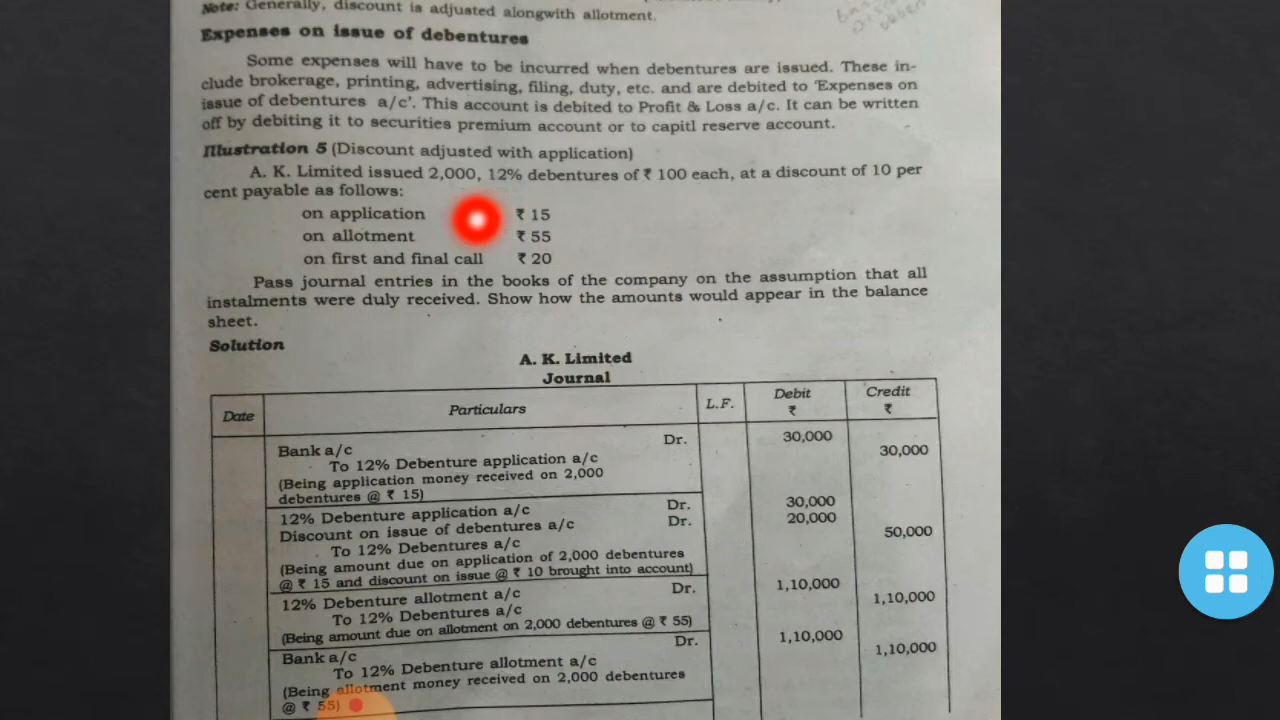 Note: Generally, discount is adjusted alongwith allotment.
Expenses on issue of debentures
Some expenses will have to be incurred when debentures are issued. These in-
clude brokerage, printing, advertising, filing, duty, etc. and are debited to 'Expenses on
issue of debentures a/c'. This account is debited to Profit & Loss a/c. It can be written
off by debiting it to securities premium account or to capitl reserve account.
Illustration 5 (Discount adjusted with application)
A. K. Limited issued 2,000, 12% debentures of ₹ 100 each, at a discount of 10 per
cent payable as follows:
on application ₹ 15
on allotment ₹ 55
on first and final call ₹ 20
Pass journal entries in the books of the company on the assumption that all
instalments were duly received. Show how the amounts would appear in the balance
sheet.
Solution
A. K. Limited
Journal
Date Particulars L.F. Debit ₹ Credit ₹
Bank a/c Dr. 30,000
To 12% Debenture application a/c 30,000
(Being application money received on 2,000
debentures @ ₹ 15)
12% Debenture application a/c Dr. 30,000
Discount on issue of debentures a/c Dr. 20,000
To 12% Debentures a/c 50,000
(Being amount due on application of 2,000 debentures
@ ₹ 15 and discount on issue @ ₹ 10 brought into account)
12% Debenture allotment a/c Dr. 1,10,000
To 12% Debentures a/c 1,10,000
(Being amount due on allotment on 2,000 debentures @ ₹ 55)
Bank a/c Dr. 1,10,000
To 12% Debenture allotment a/c 1,10,000
(Being allotment money received on 2,000 debentures
@ ₹ 55)